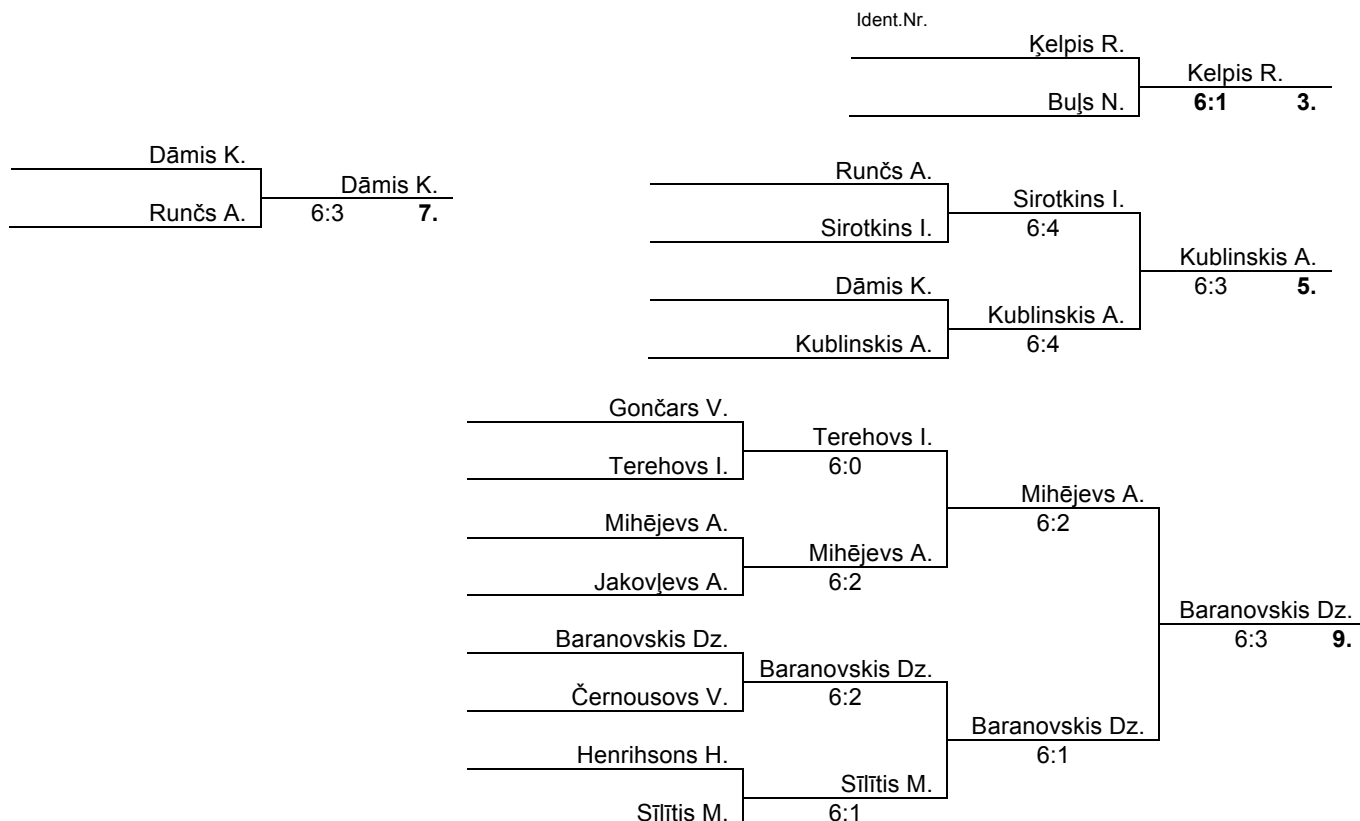 Ident.Nr.
Ķelpis R.
Kelpis R.
Buļs N.
6:1 3.
Dāmis K.
Dāmis K.
Runčs A.
6:3 7.
Runčs A.
Sirotkins I.
Sirotkins I.
6:4
Kublinskis A.
6:3 5.
Dāmis K.
Kublinskis A.
Kublinskis A.
6:4
Gončars V.
Terehovs I.
Terehovs I.
6:0
Mihējevs A.
6:2
Mihējevs A.
Mihējevs A.
Jakovļevs A.
6:2
Baranovskis Dz.
6:3 9.
Baranovskis Dz.
Baranovskis Dz.
Černousovs V.
6:2
Baranovskis Dz.
6:1
Henrihsons H.
Sīlītis M.
Sīlītis M.
6:1